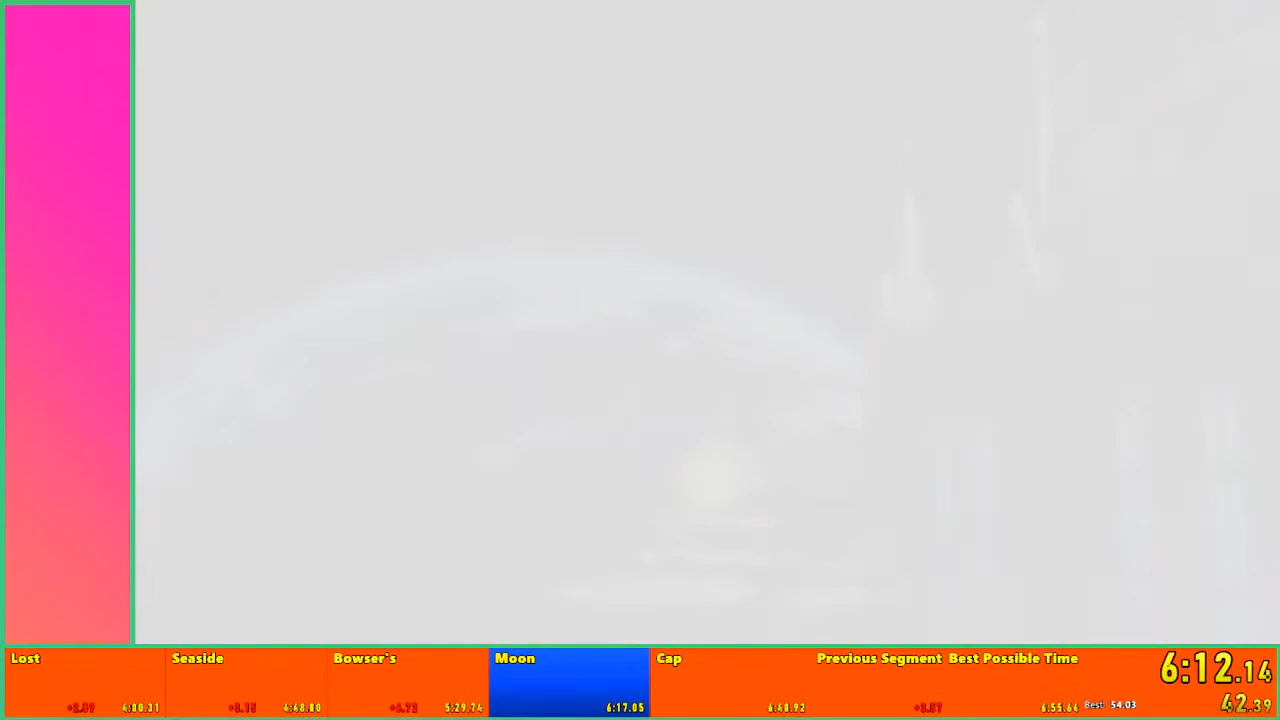 Lost
4:00.31
Seaside
4:48.80
Bowser's
5:29.74
Moon
6:17.05
Cap
6:48.92
Previous Segment
Best Possible Time
6:55.66
6:12.14
Best: 54.03
42.39